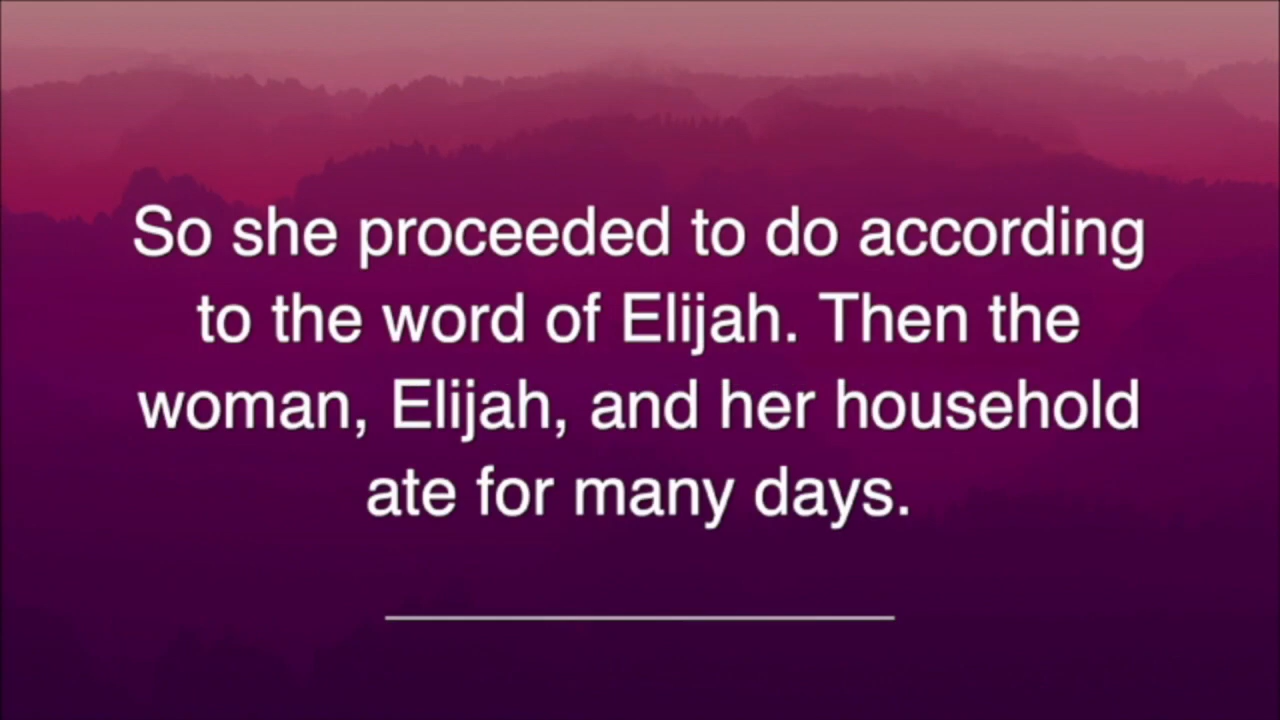 So she proceeded to do according
to the word of Elijah. Then the
woman, Elijah, and her household
ate for many days.